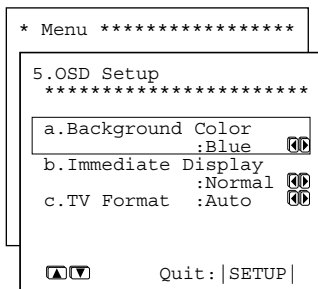 * Menu *****************
5.OSD Setup
***********************
a.Background Color
:Blue
b.Immediate Display
:Normal
c.TV Format :Auto
Quit:|SETUP|